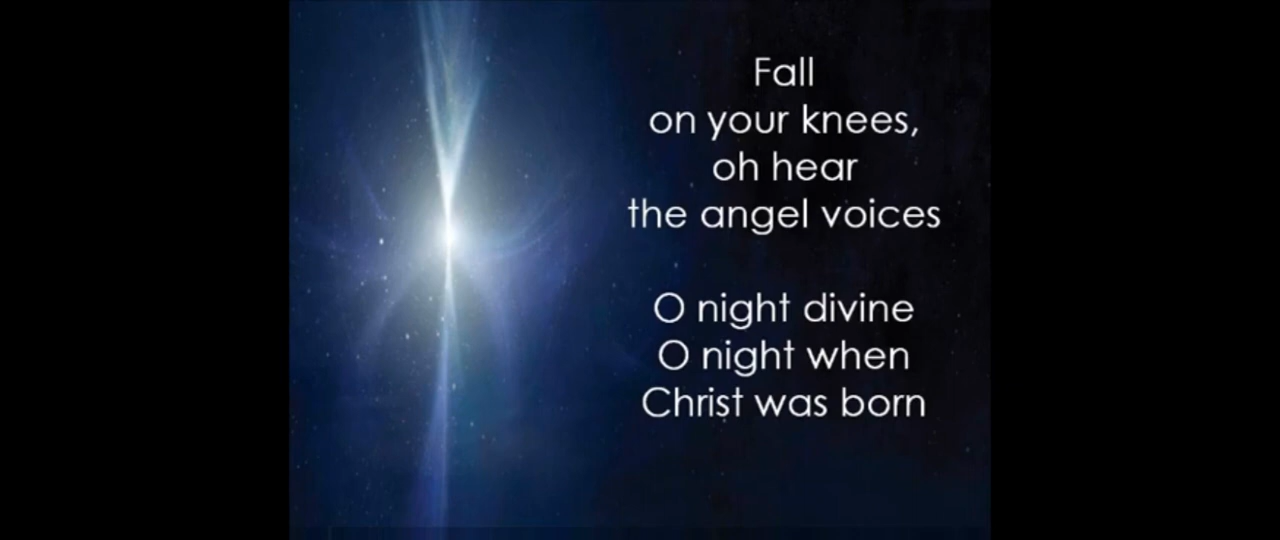 Fall
on your knees,
oh hear
the angel voices
O night divine
O night when
Christ was born